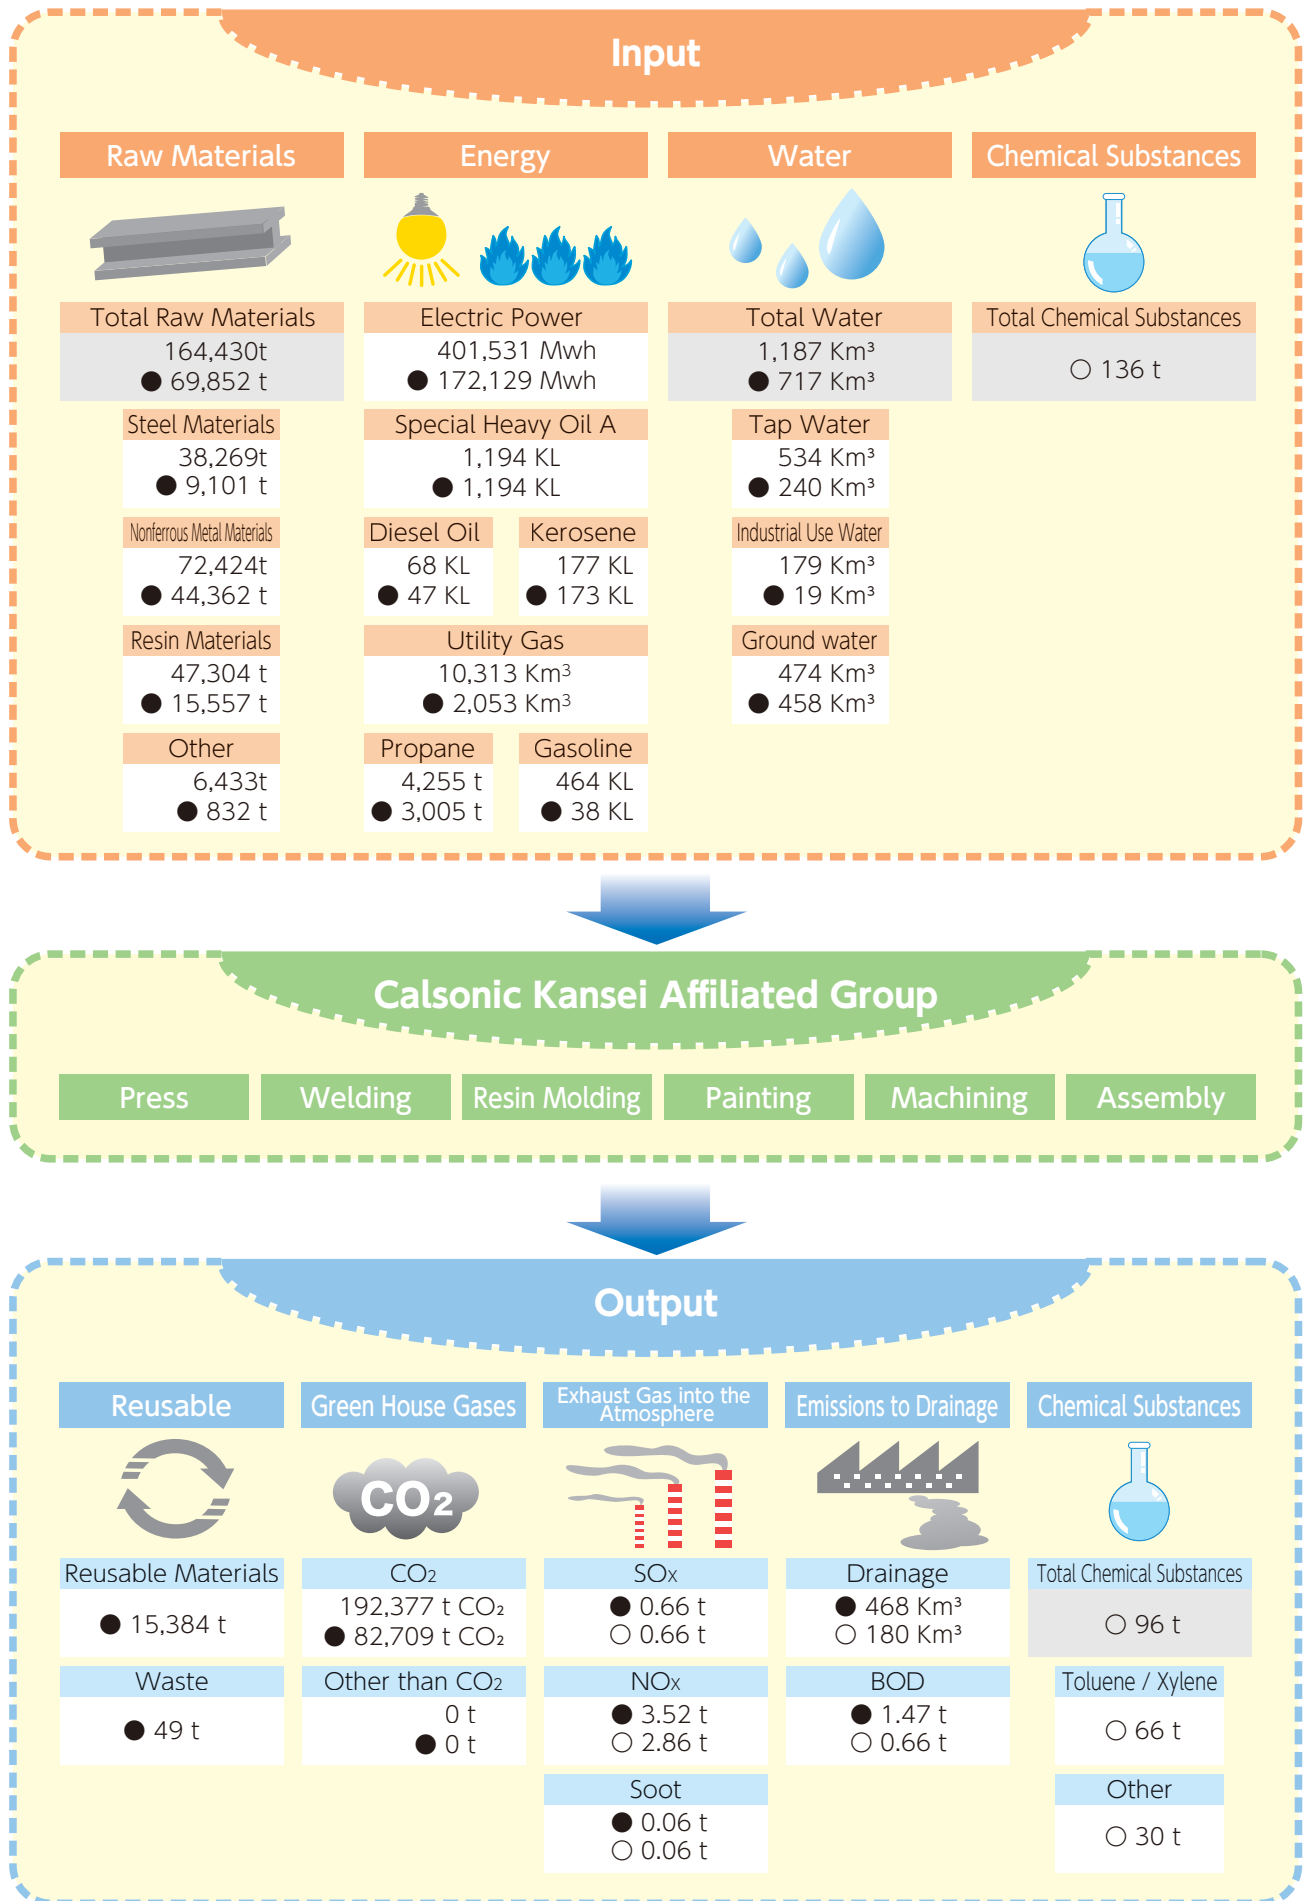 Input
Raw Materials
Energy
Water
Chemical Substances
Total Raw Materials
164,430t
● 69,852 t
Steel Materials
38,269t
● 9,101 t
Nonferrous Metal Materials
72,424t
● 44,362 t
Resin Materials
47,304 t
● 15,557 t
Other
6,433t
● 832 t
Electric Power
401,531 Mwh
● 172,129 Mwh
Special Heavy Oil A
1,194 KL
● 1,194 KL
Diesel Oil
68 KL
● 47 KL
Kerosene
177 KL
● 173 KL
Utility Gas
10,313 Km³
● 2,053 Km³
Propane
4,255 t
● 3,005 t
Gasoline
464 KL
● 38 KL
Total Water
1,187 Km³
● 717 Km³
Tap Water
534 Km³
● 240 Km³
Industrial Use Water
179 Km³
● 19 Km³
Ground water
474 Km³
● 458 Km³
Total Chemical Substances
○ 136 t
Calsonic Kansei Affiliated Group
Press
Welding
Resin Molding
Painting
Machining
Assembly
Output
Reusable
Green House Gases
Exhaust Gas into the
Atmosphere
Emissions to Drainage
Chemical Substances
CO₂
Reusable Materials
● 15,384 t
Waste
● 49 t
CO₂
192,377 t CO₂
● 82,709 t CO₂
Other than CO₂
0 t
● 0 t
SOx
● 0.66 t
○ 0.66 t
NOx
● 3.52 t
○ 2.86 t
Soot
● 0.06 t
○ 0.06 t
Drainage
● 468 Km³
○ 180 Km³
BOD
● 1.47 t
○ 0.66 t
Total Chemical Substances
○ 96 t
Toluene / Xylene
○ 66 t
Other
○ 30 t